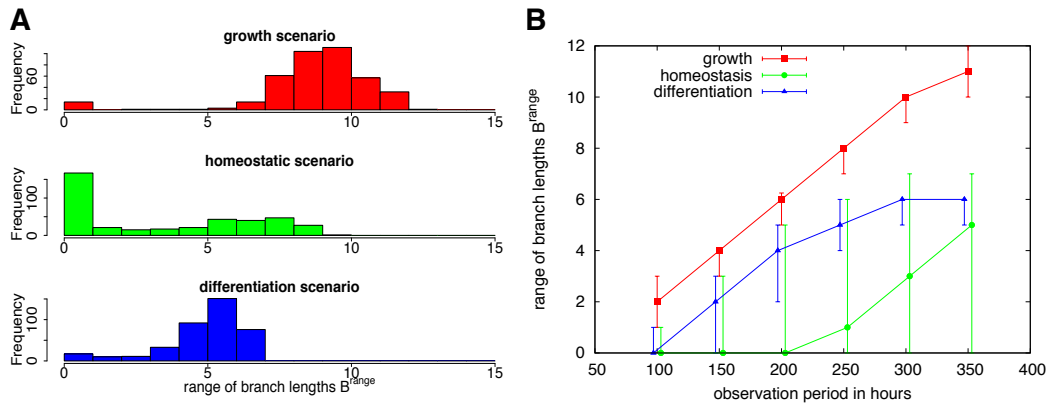 A
growth scenario
Frequency
0 60
0 5 10 15
homeostatic scenario
Frequency
0 100
0 5 10 15
differentiation scenario
Frequency
0 100
0 5 10 15
range of branch lengths B^range
B
growth
homeostasis
differentiation
range of branch lengths B^range
12
10
8
6
4
2
0
50 100 150 200 250 300 350 400
observation period in hours